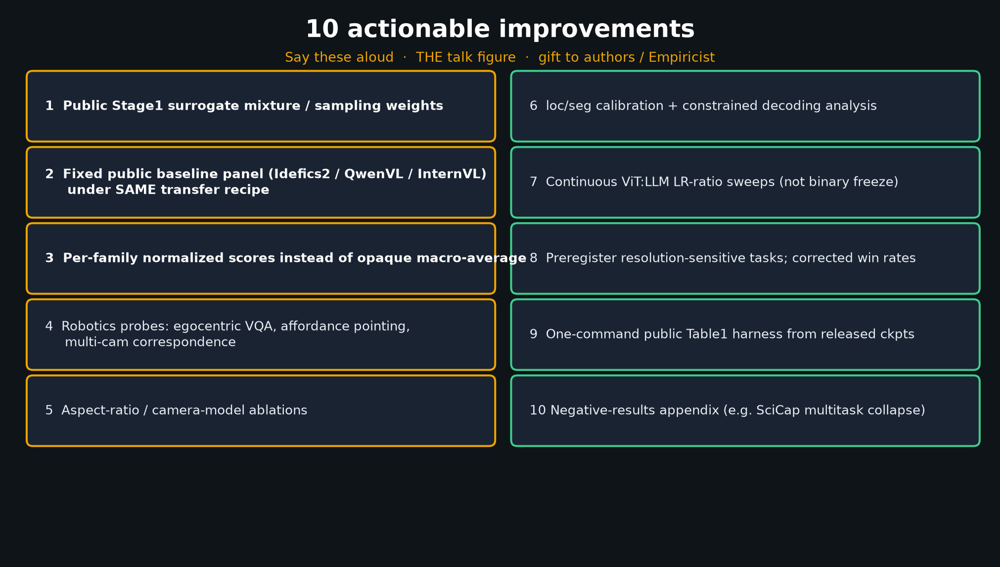 10 actionable improvements
Say these aloud · THE talk figure · gift to authors / Empiricist
1 Public Stage1 surrogate mixture / sampling weights
2 Fixed public baseline panel (Idefics2 / QwenVL / InternVL)
under SAME transfer recipe
3 Per-family normalized scores instead of opaque macro-average
4 Robotics probes: egocentric VQA, affordance pointing,
multi-cam correspondence
5 Aspect-ratio / camera-model ablations
6 loc/seg calibration + constrained decoding analysis
7 Continuous ViT:LLM LR-ratio sweeps (not binary freeze)
8 Preregister resolution-sensitive tasks; corrected win rates
9 One-command public Table1 harness from released ckpts
10 Negative-results appendix (e.g. SciCap multitask collapse)